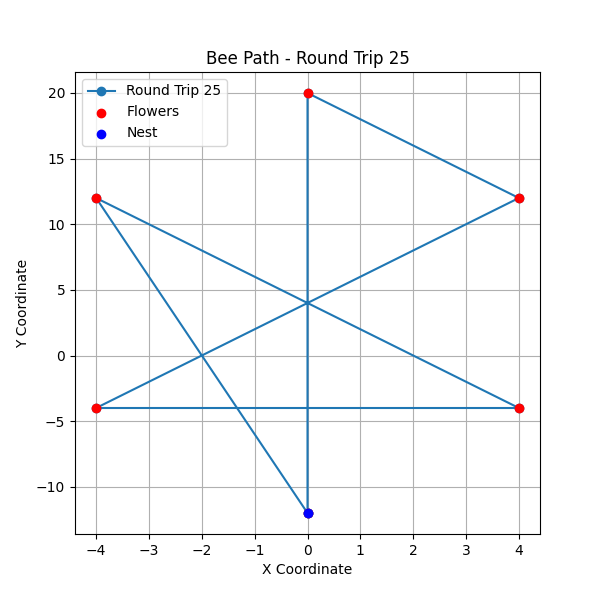 Bee Path - Round Trip 25
Round Trip 25
Flowers
Nest
20
15
10
5
0
−5
−10
Y Coordinate
−4 −3 −2 −1 0 1 2 3 4
X Coordinate